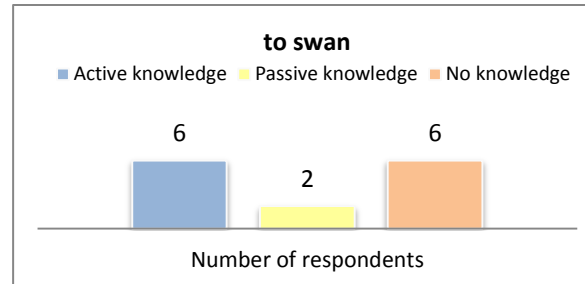 to swan
Active knowledge Passive knowledge No knowledge
6 2 6
Number of respondents